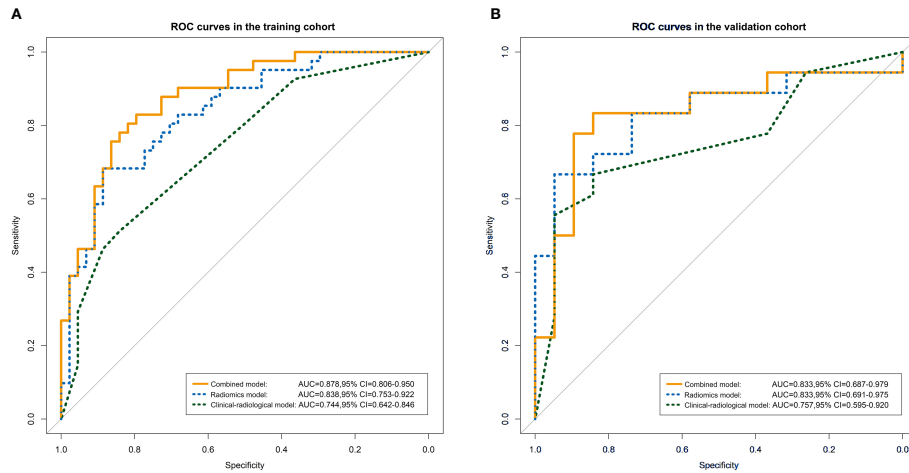 A
ROC curves in the training cohort
1.0
0.8
0.6
0.4
0.2
0.0
Sensitivity
Combined model: AUC=0.878,95% CI=0.806-0.950
Radiomics model: AUC=0.838,95% CI=0.753-0.922
Clinical-radiological model: AUC=0.744,95% CI=0.642-0.846
1.0 0.8 0.6 0.4 0.2 0.0
Specificity
B
ROC curves in the validation cohort
1.0
0.8
0.6
0.4
0.2
0.0
Sensitivity
Combined model: AUC=0.833,95% CI=0.687-0.979
Radiomics model: AUC=0.833,95% CI=0.691-0.975
Clinical-radiological model: AUC=0.757,95% CI=0.595-0.920
1.0 0.8 0.6 0.4 0.2 0.0
Specificity